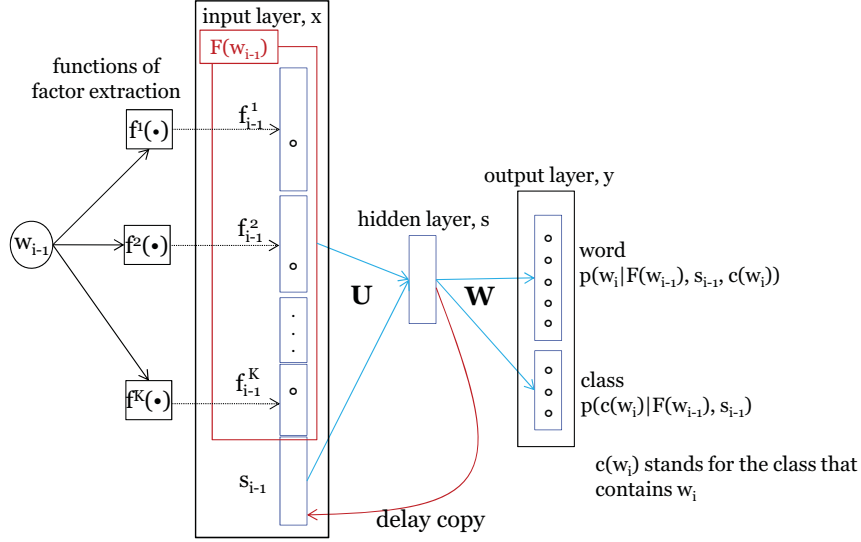 input layer, x
F(wᵢ₋₁)
functions of
factor extraction
f¹(•)
fᵢ₋₁¹
output layer, y
hidden layer, s
wᵢ₋₁
f²(•)
fᵢ₋₁²
word
p(wᵢ|F(wᵢ₋₁), sᵢ₋₁, c(wᵢ))
U
W
fᴷ(•)
fᵢ₋₁ᴷ
class
p(c(wᵢ)|F(wᵢ₋₁), sᵢ₋₁)
sᵢ₋₁
c(wᵢ) stands for the class that
contains wᵢ
delay copy